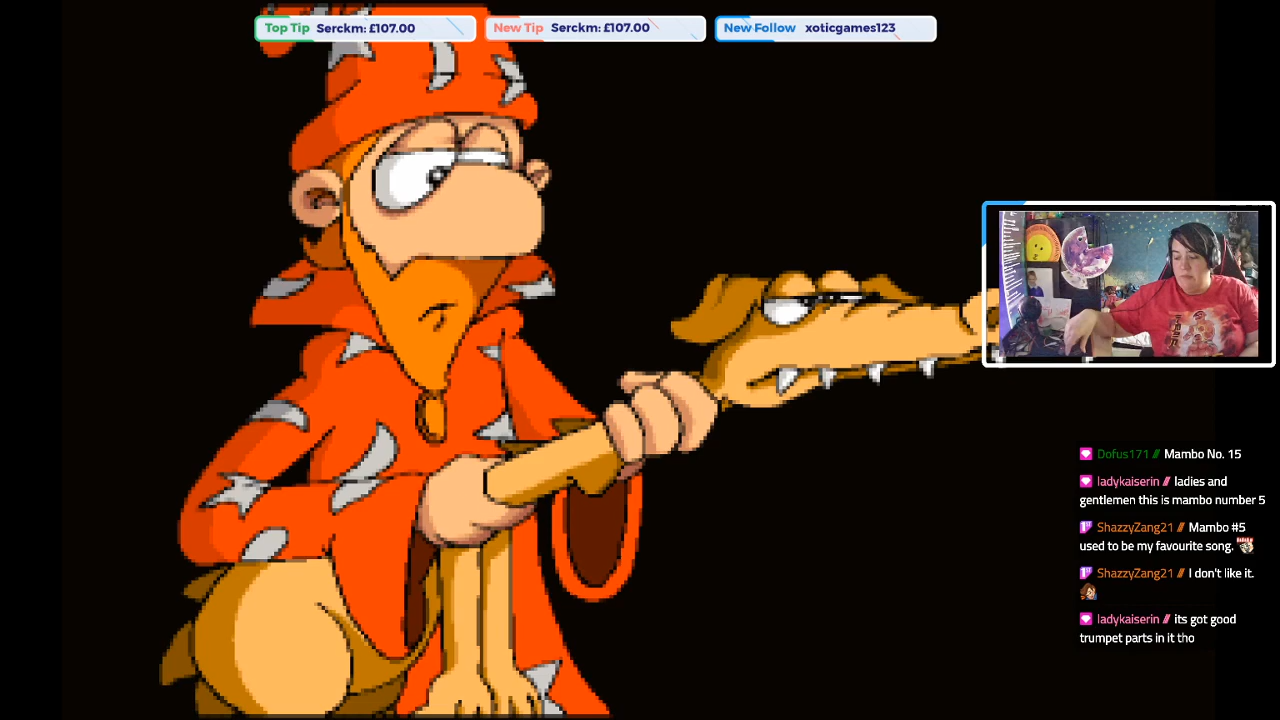 Top Tip Serckm: £107.00
New Tip Serckm: £107.00
New Follow xoticgames123
Dofus171 // Mambo No. 15
ladykaiserin // ladies and
gentlemen this is mambo number 5
ShazzyZang21 // Mambo #5
used to be my favourite song.
ShazzyZang21 // I don't like it.
ladykaiserin // its got good
trumpet parts in it tho